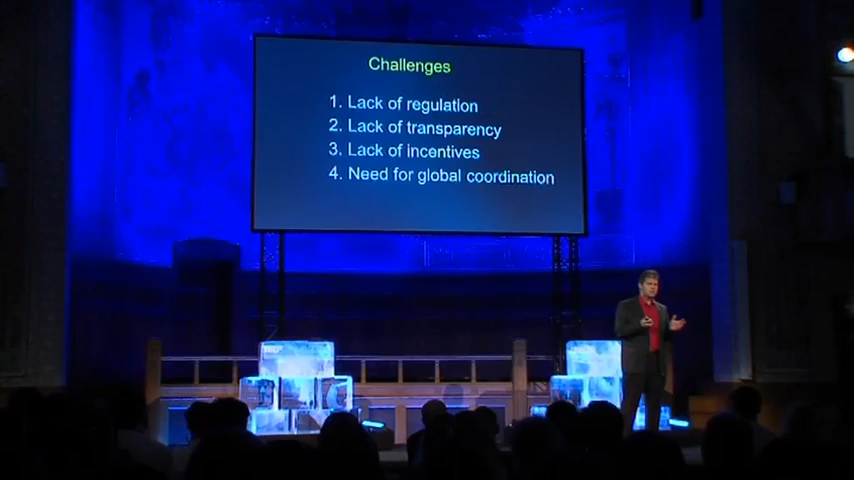 Challenges
1. Lack of regulation
2. Lack of transparency
3. Lack of incentives
4. Need for global coordination